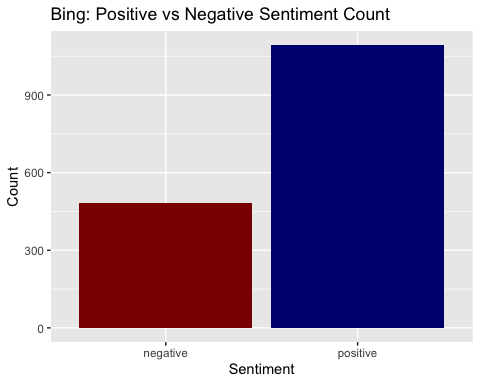 Bing: Positive vs Negative Sentiment Count
Count
900
600
300
0
negative positive
Sentiment